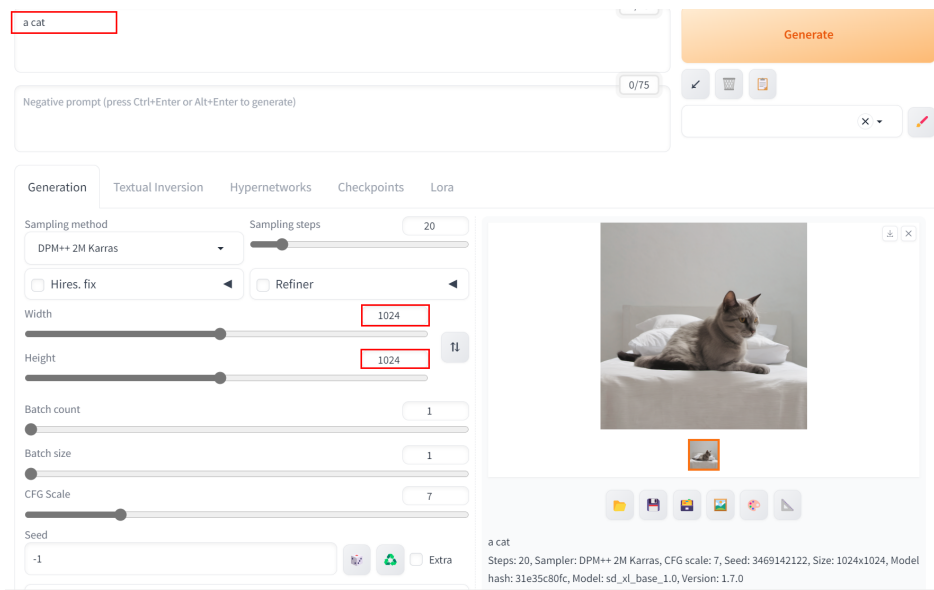 a cat
Generate
0/75
Negative prompt (press Ctrl+Enter or Alt+Enter to generate)
Generation Textual Inversion Hypernetworks Checkpoints Lora
Sampling method
DPM++ 2M Karras
Sampling steps
20
Hires. fix
Refiner
Width
1024
Height
1024
Batch count
1
Batch size
1
CFG Scale
7
Seed
-1
Extra
a cat
Steps: 20, Sampler: DPM++ 2M Karras, CFG scale: 7, Seed: 3469142122, Size: 1024x1024, Model
hash: 31e35c80fc, Model: sd_xl_base_1.0, Version: 1.7.0